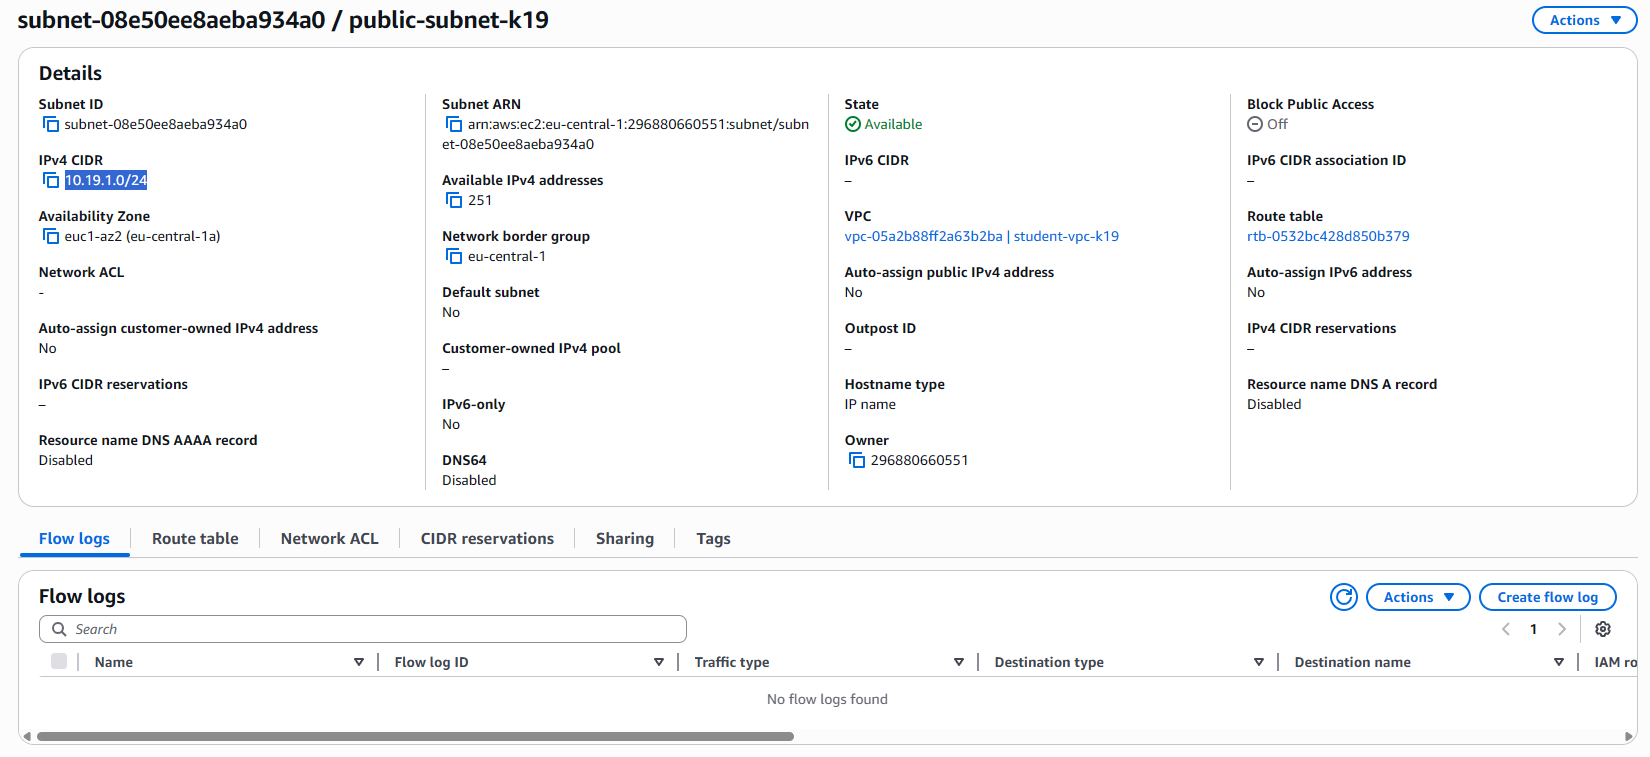 subnet-08e50ee8aeba934a0 / public-subnet-k19
Actions
Details
Subnet ID
subnet-08e50ee8aeba934a0
IPv4 CIDR
10.19.1.0/24
Availability Zone
euc1-az2 (eu-central-1a)
Network ACL
-
Auto-assign customer-owned IPv4 address
No
IPv6 CIDR reservations
–
Resource name DNS AAAA record
Disabled
Subnet ARN
arn:aws:ec2:eu-central-1:296880660551:subnet/subn
et-08e50ee8aeba934a0
Available IPv4 addresses
251
Network border group
eu-central-1
Default subnet
No
Customer-owned IPv4 pool
–
IPv6-only
No
DNS64
Disabled
State
Available
IPv6 CIDR
–
VPC
vpc-05a2b88ff2a63b2ba | student-vpc-k19
Auto-assign public IPv4 address
No
Outpost ID
–
Hostname type
IP name
Owner
296880660551
Block Public Access
Off
IPv6 CIDR association ID
–
Route table
rtb-0532bc428d850b379
Auto-assign IPv6 address
No
IPv4 CIDR reservations
–
Resource name DNS A record
Disabled
Flow logs Route table Network ACL CIDR reservations Sharing Tags
Flow logs
Actions Create flow log
Search
1
Name Flow log ID Traffic type Destination type Destination name IAM ro
No flow logs found